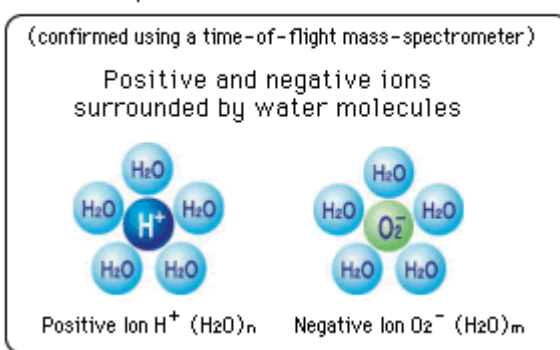 (confirmed using a time-of-flight mass-spectrometer)
Positive and negative ions
surrounded by water molecules
H₂O
H₂O
H⁺
H₂O
H₂O
H₂O
H₂O
H₂O
O₂⁻
H₂O
H₂O
H₂O
Positive Ion H⁺ (H₂O)n
Negative Ion O₂⁻ (H₂O)m